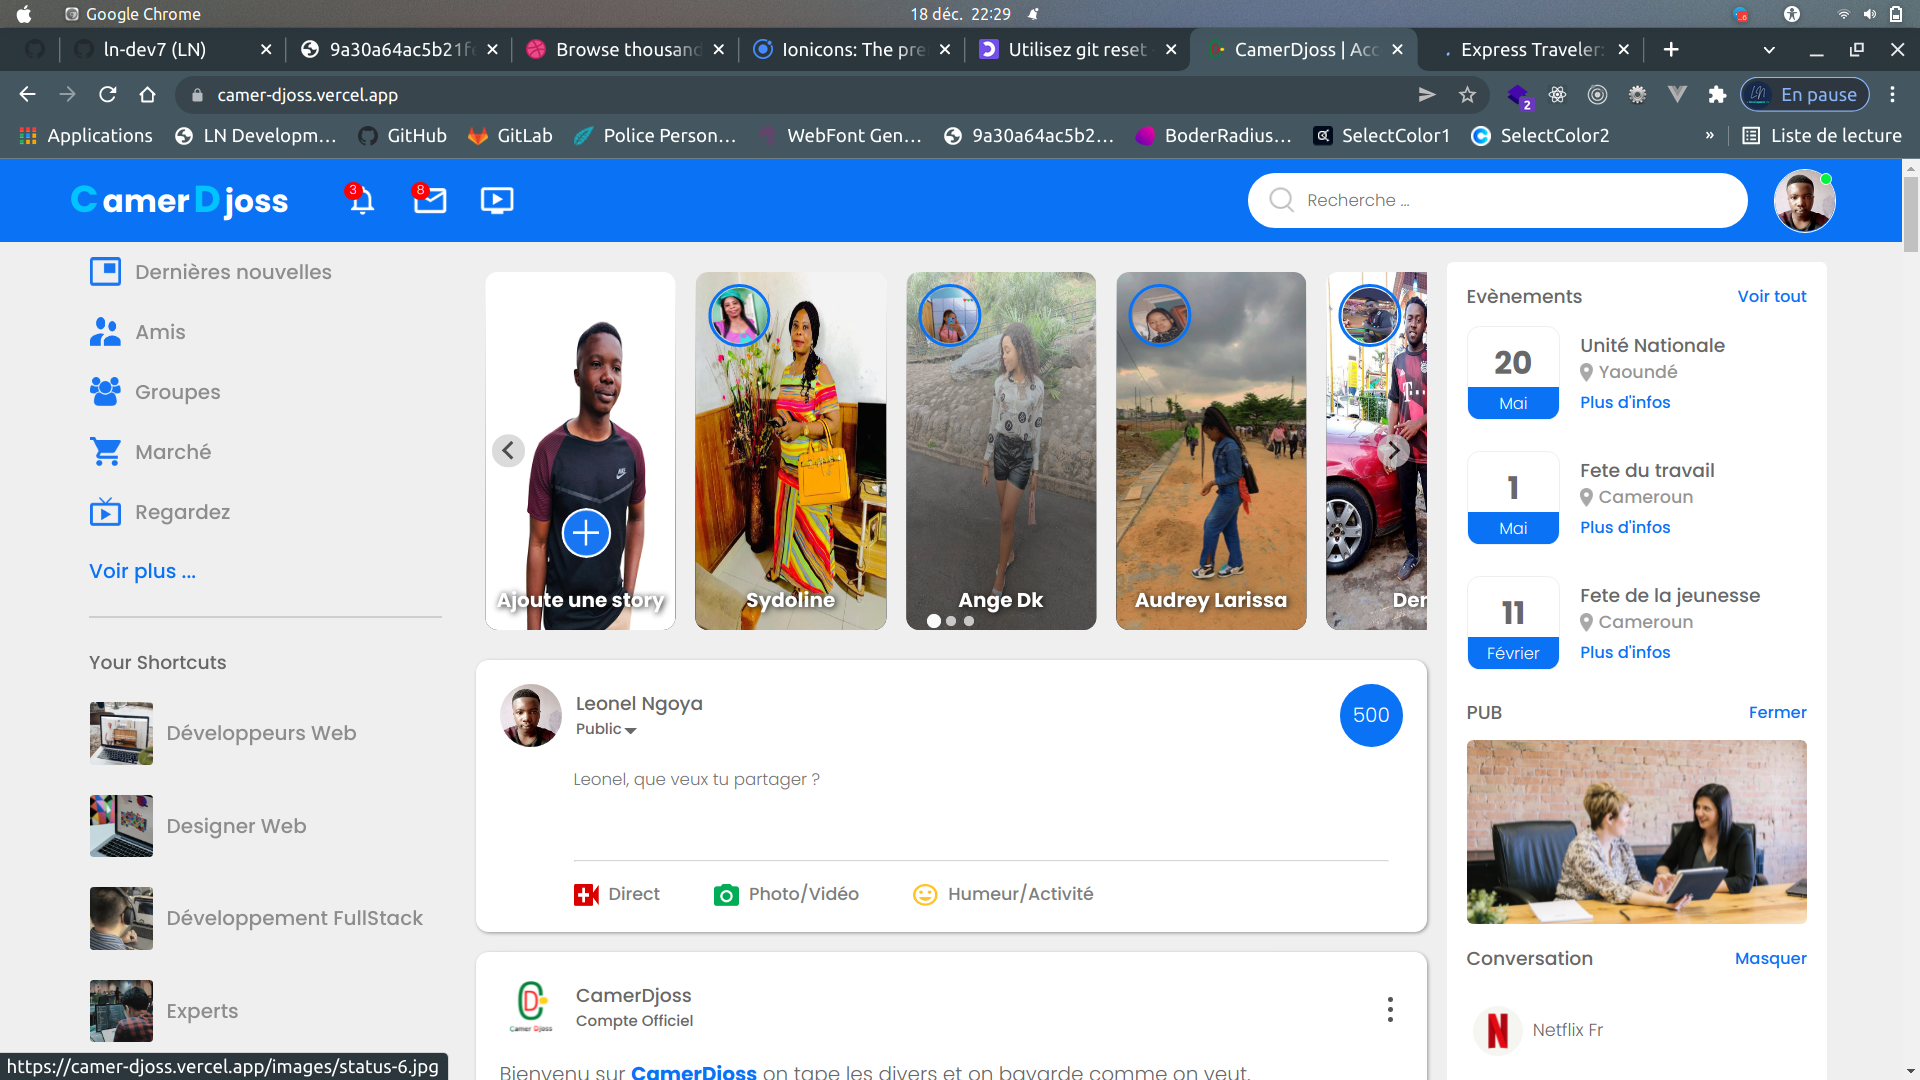 Google Chrome
18 déc. 22:29
ln-dev7 (LN)
9a30a64ac5b21f
Browse thousand
Ionicons: The pre
Utilisez git reset
CamerDjoss | Acc
Express Traveler:
camer-djoss.vercel.app
2
En pause
Applications
LN Developm...
GitHub
GitLab
Police Person...
WebFont Gen...
9a30a64ac5b2...
BoderRadius...
SelectColor1
SelectColor2
»
Liste de lecture
CamerDjoss
3
8
Recherche ...
Dernières nouvelles
Amis
Groupes
Marché
Regardez
Voir plus ...
Your Shortcuts
Développeurs Web
Designer Web
Développement FullStack
Experts
https://camer-djoss.vercel.app/images/status-6.jpg
Ajoute une story
Sydoline
Ange Dk
Audrey Larissa
Der
Leonel Ngoya
Public
500
Leonel, que veux tu partager ?
Direct
Photo/Vidéo
Humeur/Activité
Camer Djoss
CamerDjoss
Compte Officiel
Bienvenu sur CamerDjoss on tape les divers et on bavarde comme on veut.
Evènements
Voir tout
20
Mai
Unité Nationale
Yaoundé
Plus d'infos
1
Mai
Fete du travail
Cameroun
Plus d'infos
11
Février
Fete de la jeunesse
Cameroun
Plus d'infos
PUB
Fermer
Conversation
Masquer
Netflix Fr